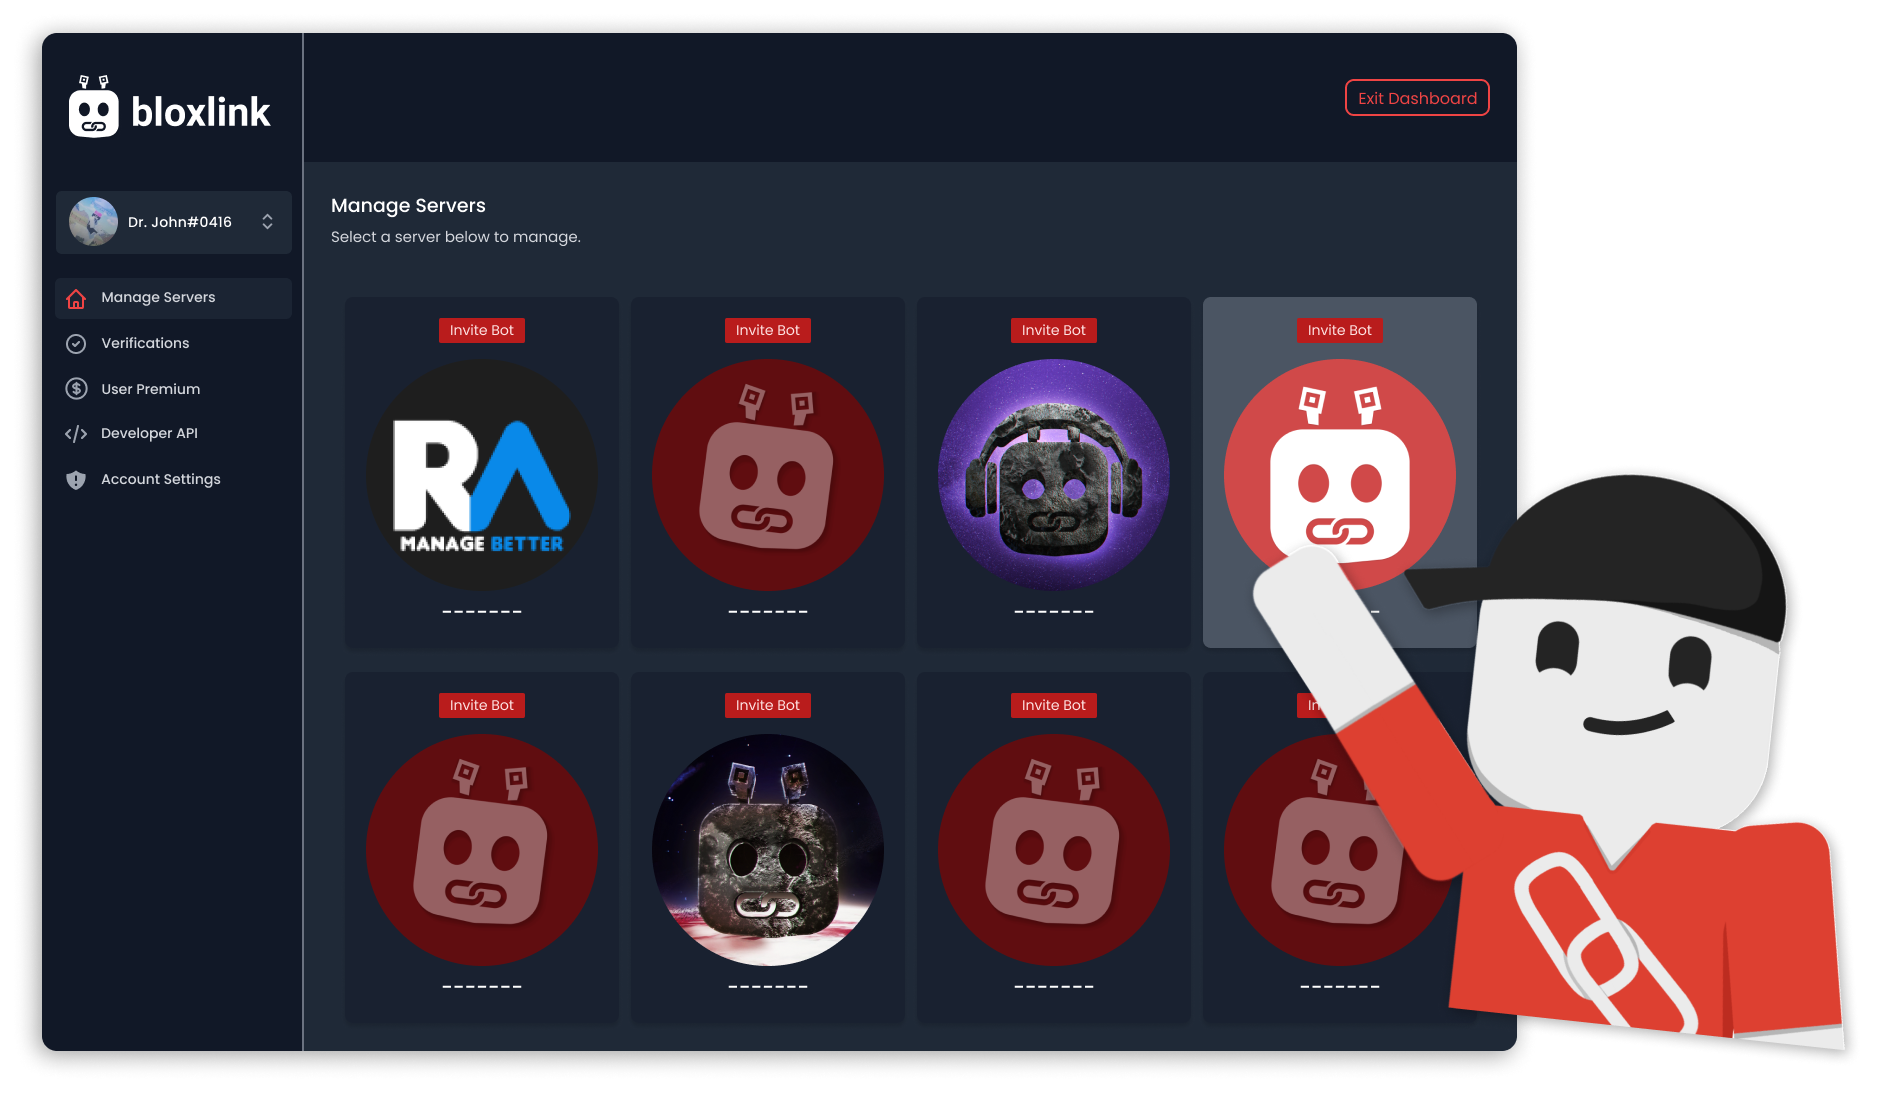 bloxlink
Exit Dashboard
Dr. John#0416
Manage Servers
Verifications
User Premium
Developer API
Account Settings
Manage Servers
Select a server below to manage.
Invite Bot
Invite Bot
Invite Bot
Invite Bot
RA
MANAGE BETTER
-------
-------
-------
-
Invite Bot
Invite Bot
Invite Bot
In
-------
-------
-------
-------